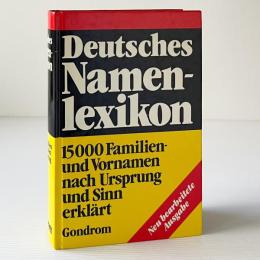 Deutsches
Namen-
lexikon
15000 Familien-
und Vornamen
nach Ursprung
und Sinn
erklärt
Gondrom
Neu bearbeitete
Ausgabe